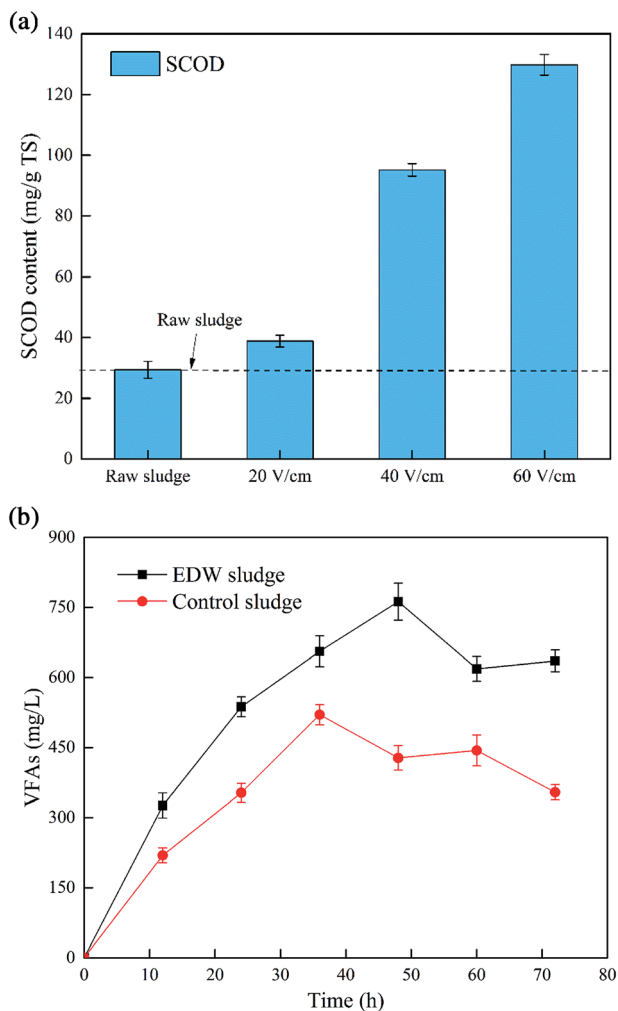 (a)
140
120
100
80
60
40
20
0
SCOD content (mg/g TS)
SCOD
Raw sludge
Raw sludge
20 V/cm
40 V/cm
60 V/cm
(b)
900
750
600
450
300
150
0
VFAs (mg/L)
EDW sludge
Control sludge
0
10
20
30
40
50
60
70
80
Time (h)